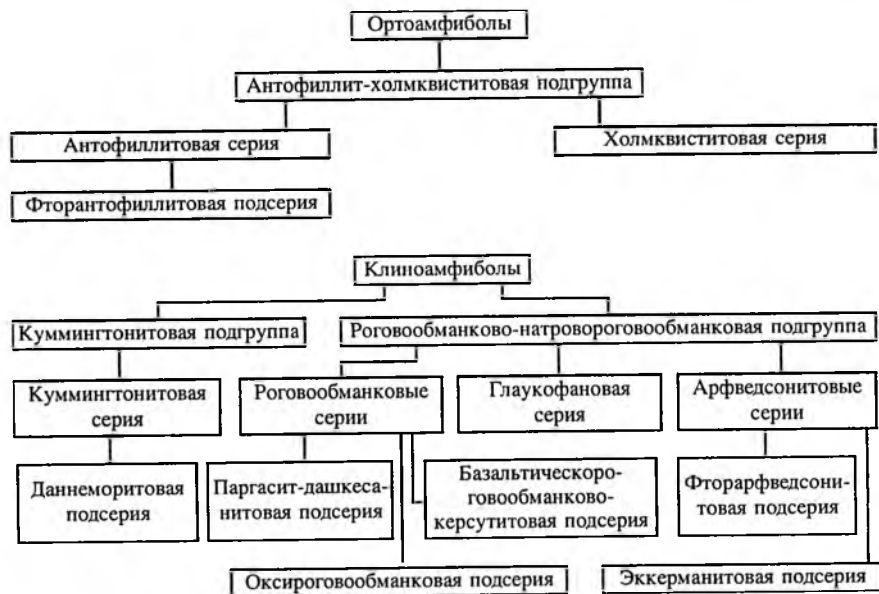 Ортоамфиболы
Антофиллит-холмквиститовая подгруппа
Антофиллитовая серия
Холмквиститовая серия
Фторантофиллитовая подсерия
Клиноамфиболы
Куммингтонитовая подгруппа
Роговообманково-натровороговообманковая подгруппа
Куммингтонитовая
серия
Роговообманковые
серии
Глаукофановая
серия
Арфведсонитовые
серии
Даннеморитовая
подсерия
Паргасит-дашкеса-
нитовая подсерия
Базальтическоро-
говообманково-
керсутитовая подсерия
Фторарфведсони-
товая подсерия
Оксироговообманковая подсерия
Эккерманитовая подсерия